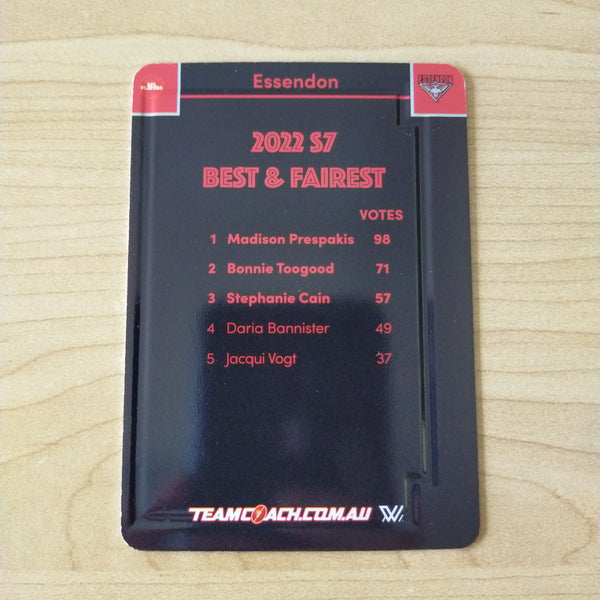 Essendon
ESSENDON
2022 S7
BEST & FAIREST
VOTES
1 Madison Prespakis 98
2 Bonnie Toogood 71
3 Stephanie Cain 57
4 Daria Bannister 49
5 Jacqui Vogt 37
TEAMCOACH.COM.AU